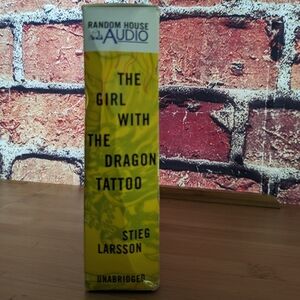 RANDOM HOUSE
AUDIO
THE
GIRL
WITH
THE
DRAGON
TATTOO
STIEG
LARSSON
UNABRIDGED